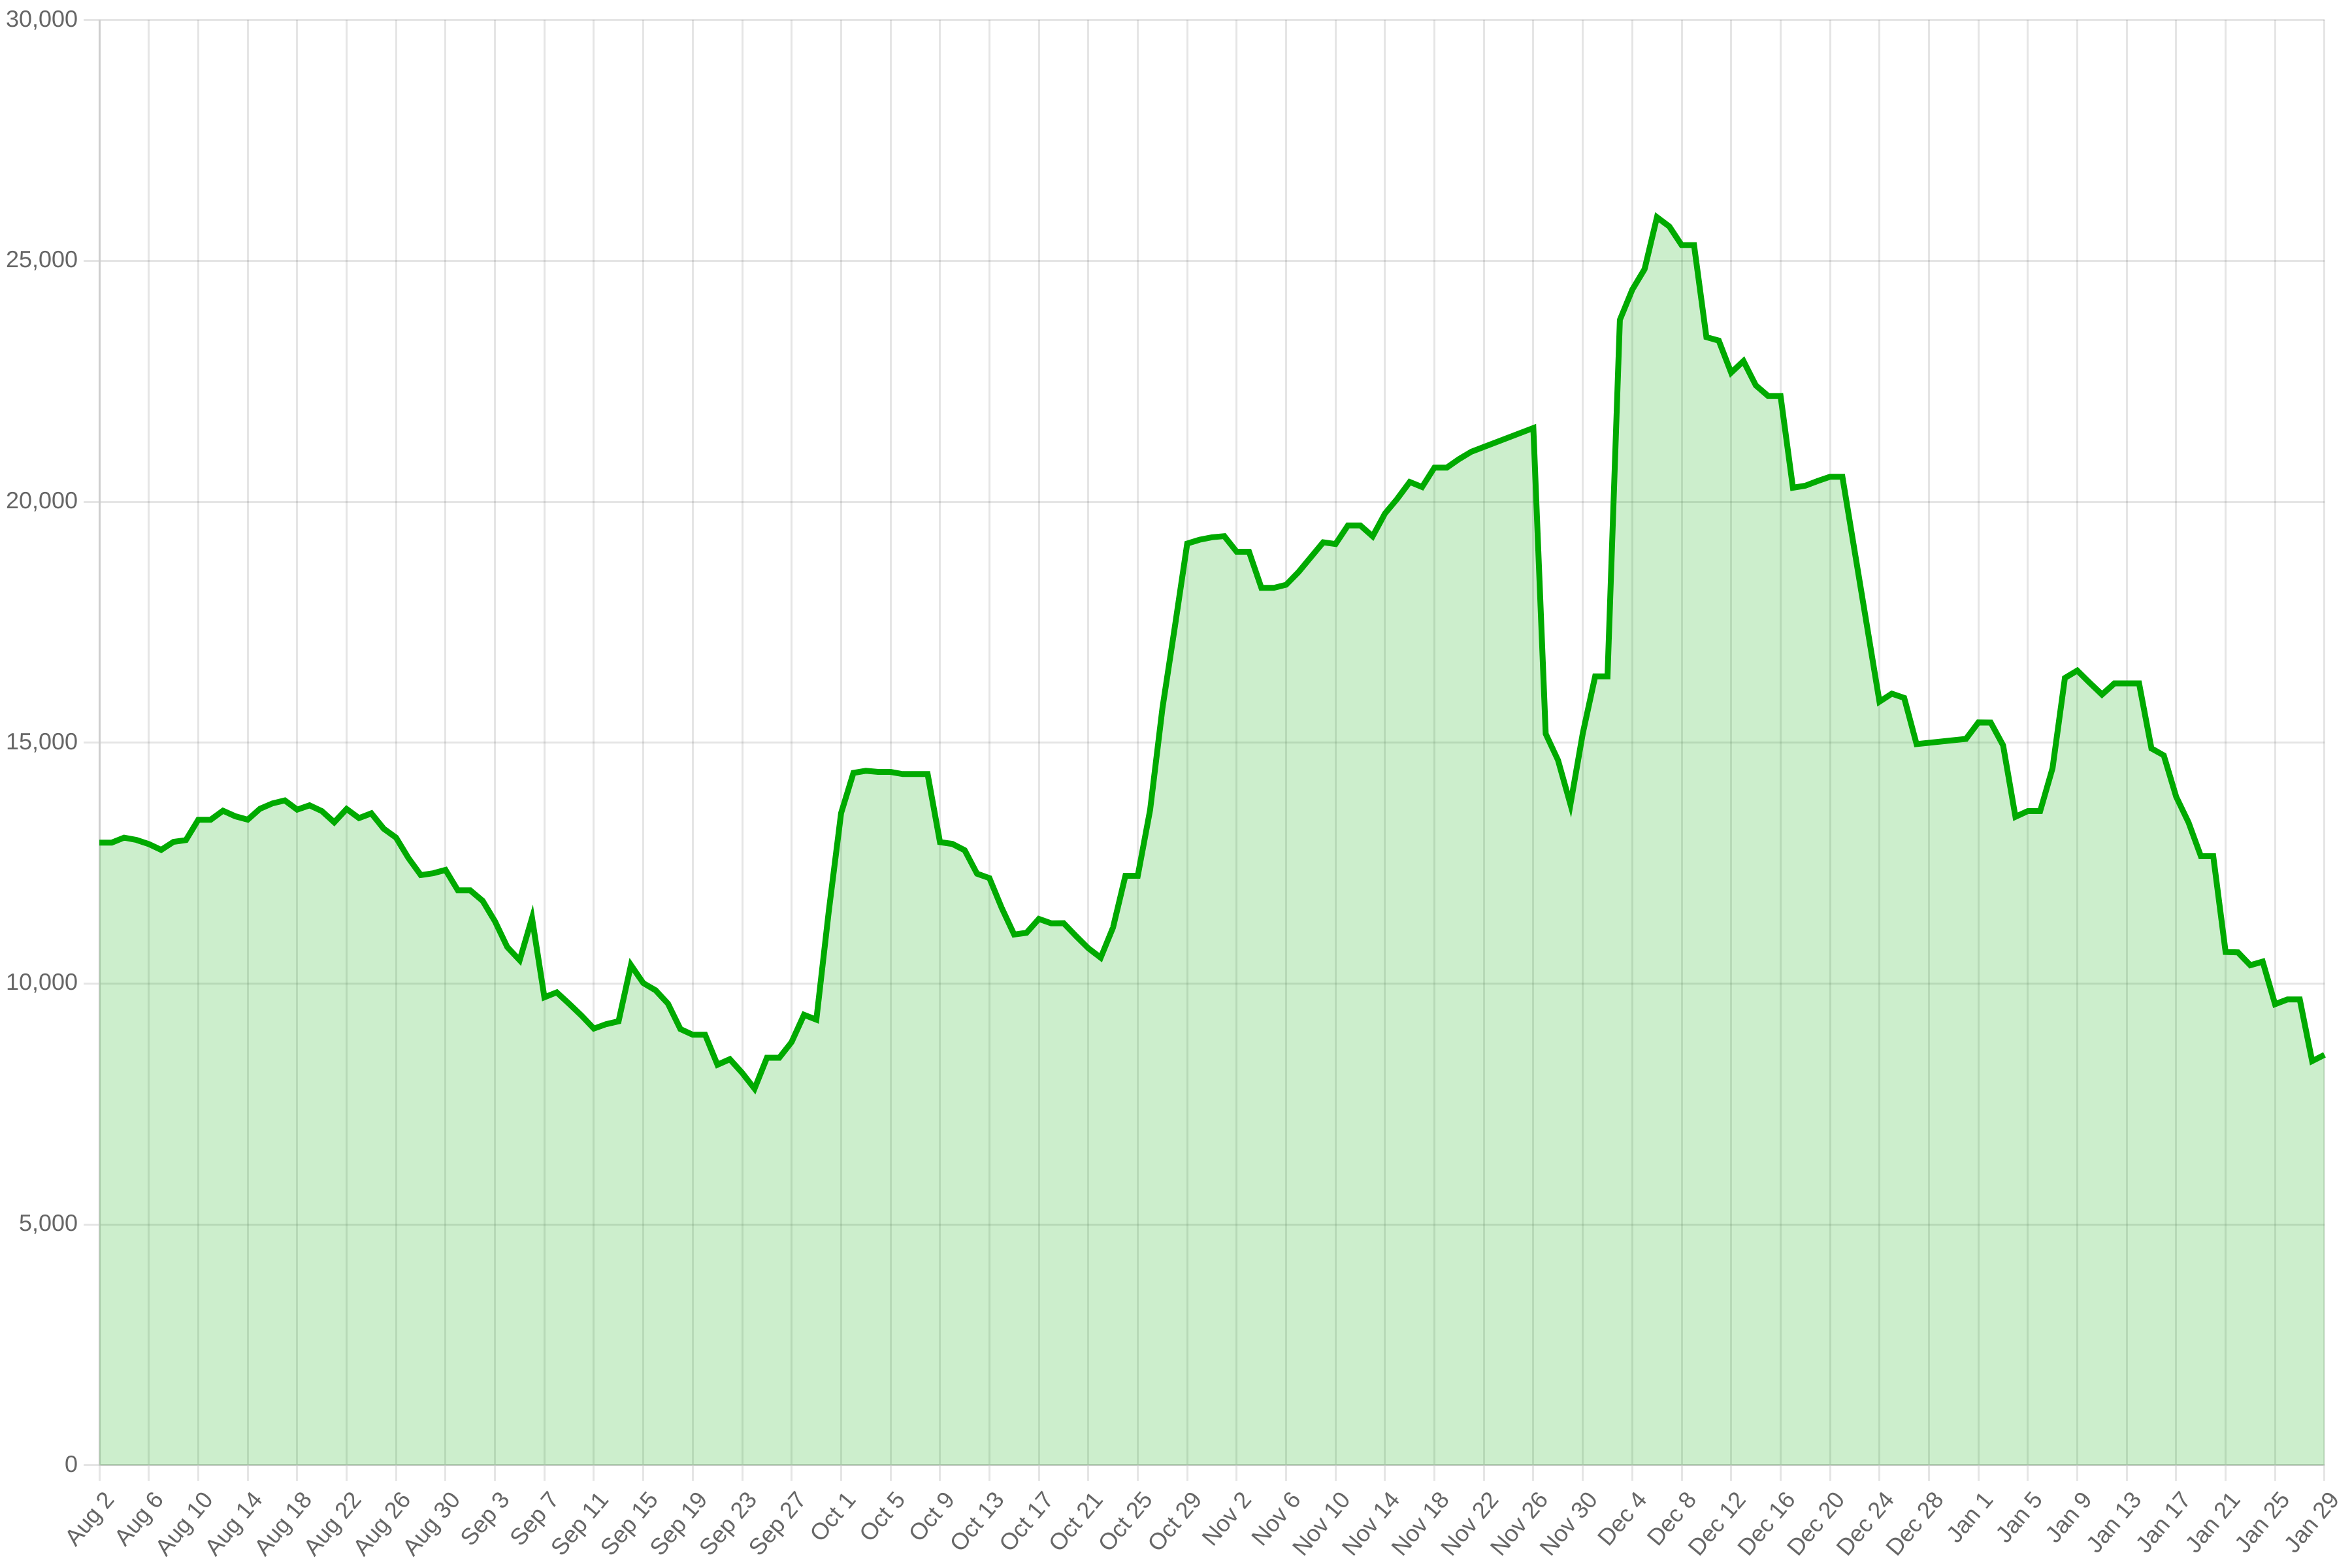 30,000
25,000
20,000
15,000
10,000
5,000
0
Aug 2
Aug 6
Aug 10
Aug 14
Aug 18
Aug 22
Aug 26
Aug 30
Sep 3
Sep 7
Sep 11
Sep 15
Sep 19
Sep 23
Sep 27
Oct 1
Oct 5
Oct 9
Oct 13
Oct 17
Oct 21
Oct 25
Oct 29
Nov 2
Nov 6
Nov 10
Nov 14
Nov 18
Nov 22
Nov 26
Nov 30
Dec 4
Dec 8
Dec 12
Dec 16
Dec 20
Dec 24
Dec 28
Jan 1
Jan 5
Jan 9
Jan 13
Jan 17
Jan 21
Jan 25
Jan 29